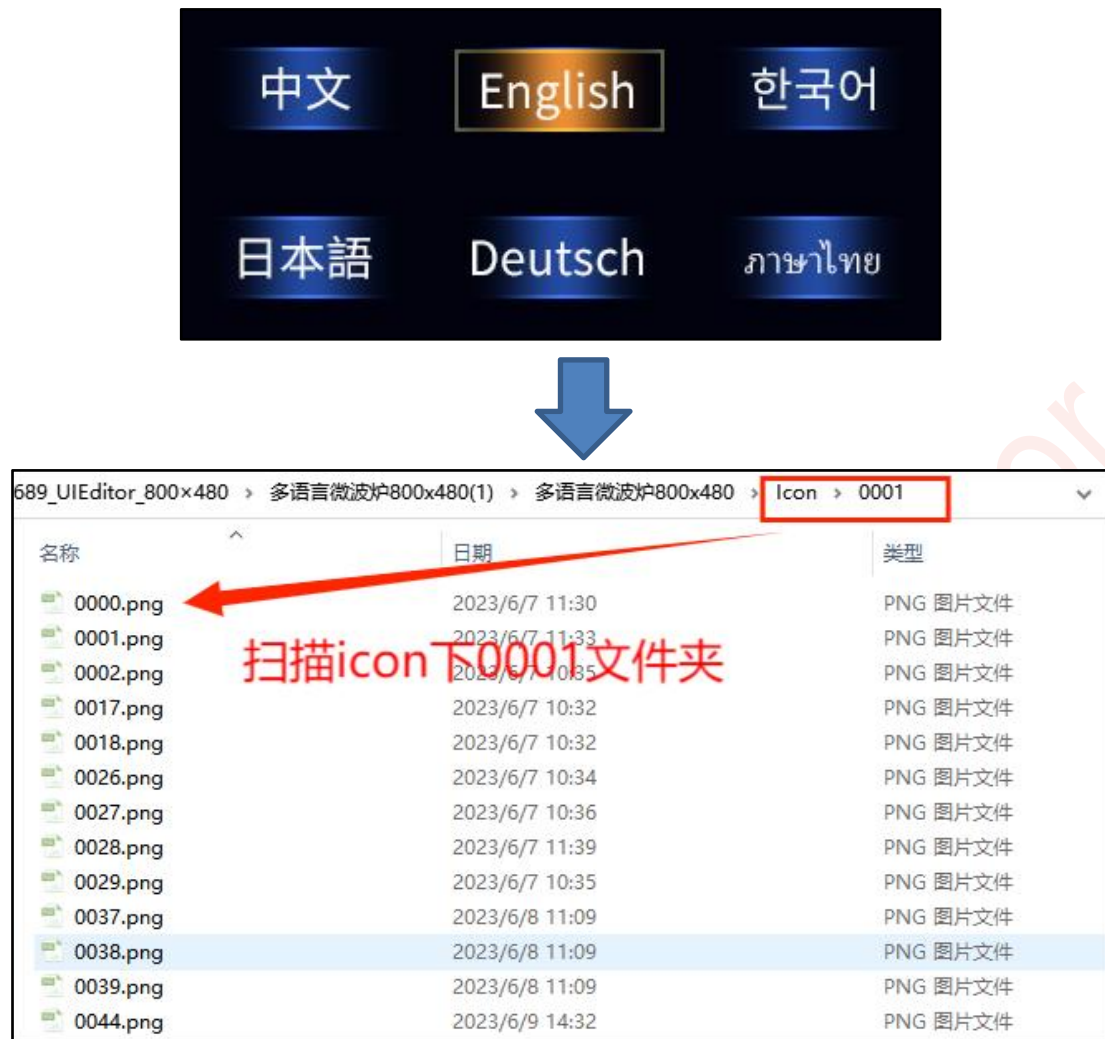 中文 English 한국어
日本語 Deutsch ภาษาไทย
689_UIEditor_800×480 › 多语言微波炉800x480(1) › 多语言微波炉800x480 › Icon › 0001
名称 日期 类型
0000.png 2023/6/7 11:30 PNG 图片文件
0001.png 2023/6/7 11:33 PNG 图片文件
扫描icon下0001文件夹
0002.png 2023/6/7 10:35 PNG 图片文件
0017.png 2023/6/7 10:32 PNG 图片文件
0018.png 2023/6/7 10:32 PNG 图片文件
0026.png 2023/6/7 10:34 PNG 图片文件
0027.png 2023/6/7 10:36 PNG 图片文件
0028.png 2023/6/7 11:39 PNG 图片文件
0029.png 2023/6/7 10:35 PNG 图片文件
0037.png 2023/6/8 11:09 PNG 图片文件
0038.png 2023/6/8 11:09 PNG 图片文件
0039.png 2023/6/8 11:09 PNG 图片文件
0044.png 2023/6/9 14:32 PNG 图片文件